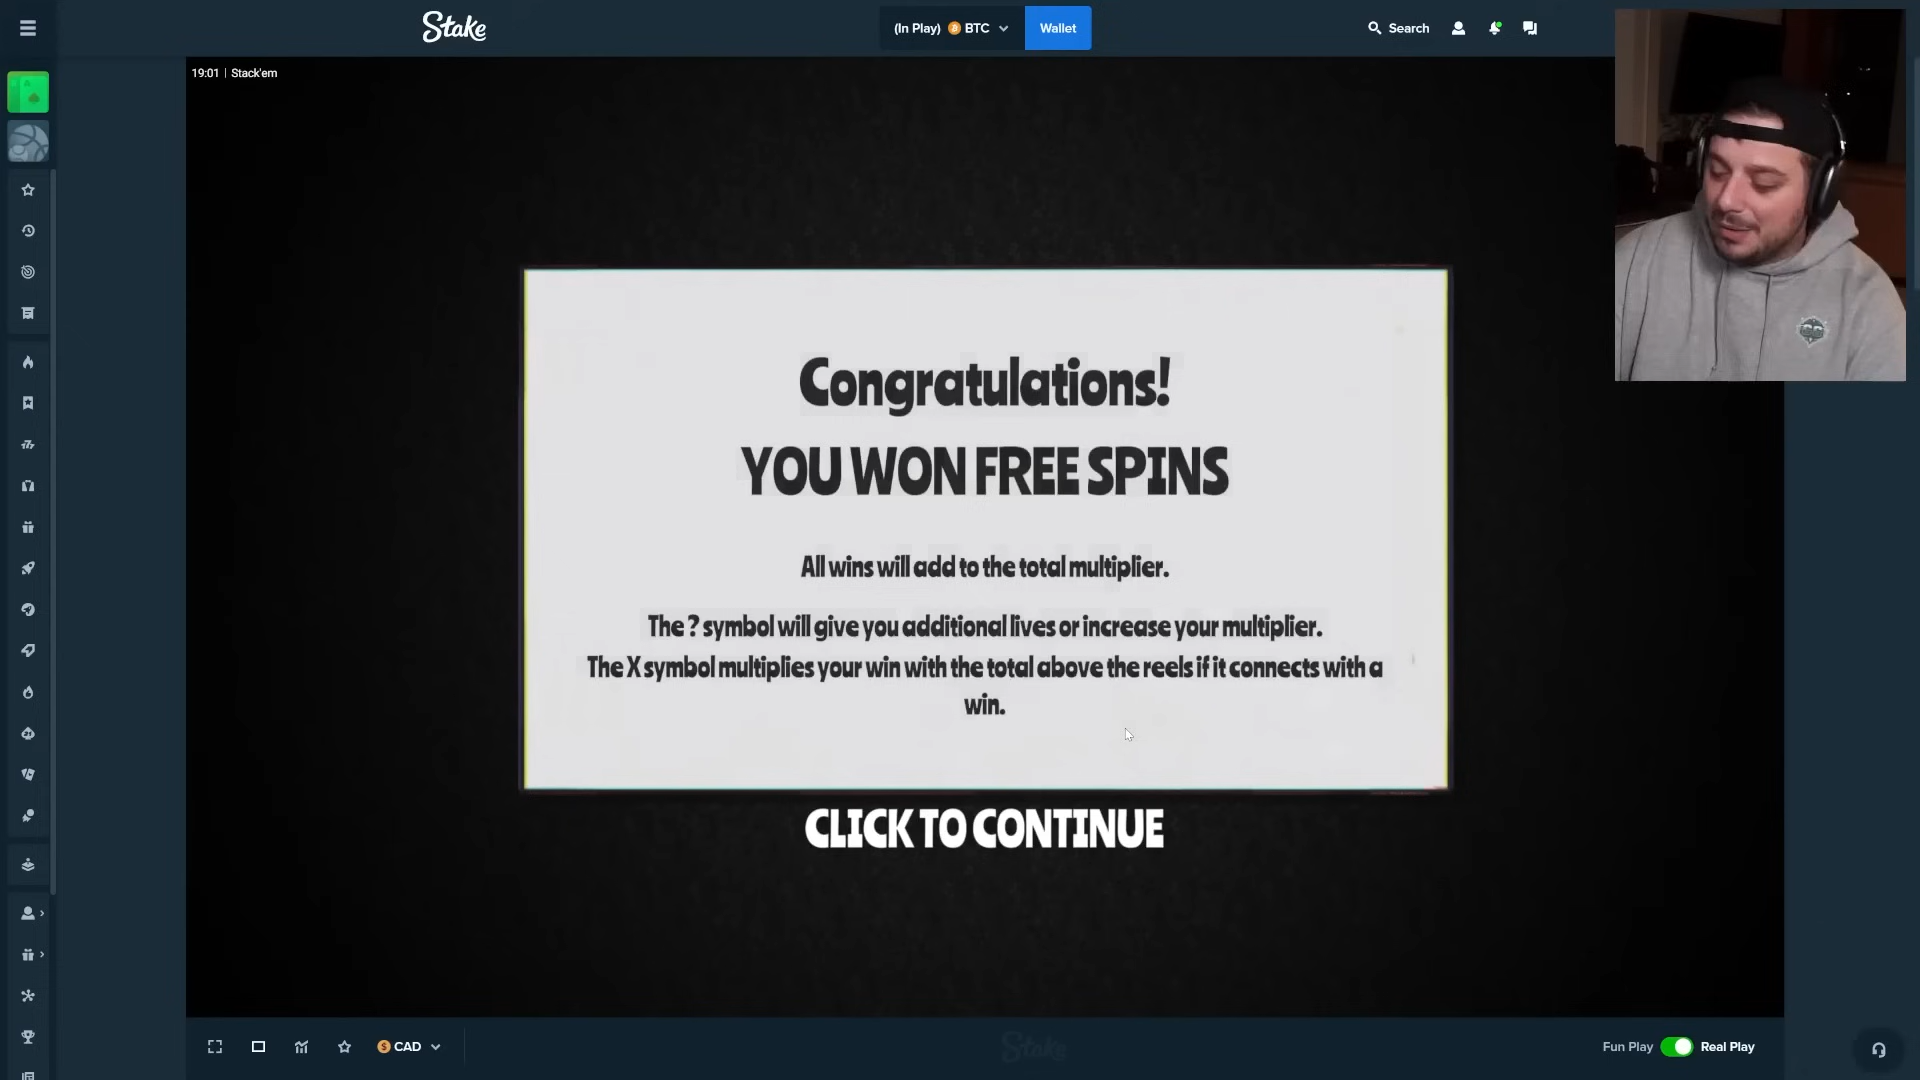 Stake
(In Play) BTC
Wallet
Search
19:01 | Stack'em
Congratulations!
YOU WON FREE SPINS
All wins will add to the total multiplier.
The ? symbol will give you additional lives or increase your multiplier.
The X symbol multiplies your win with the total above the reels if it connects with a
win.
CLICK TO CONTINUE
CAD
Stake
Fun Play
Real Play